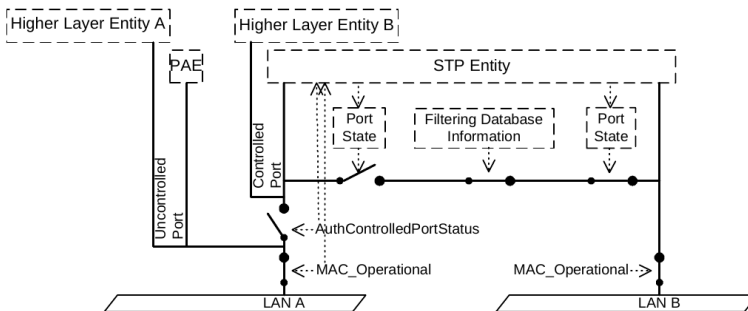 Higher Layer Entity A
Higher Layer Entity B
PAE
STP Entity
Port
State
Filtering Database
Information
Port
State
Controlled
Port
Uncontrolled
Port
AuthControlledPortStatus
MAC_Operational
MAC_Operational
LAN A
LAN B